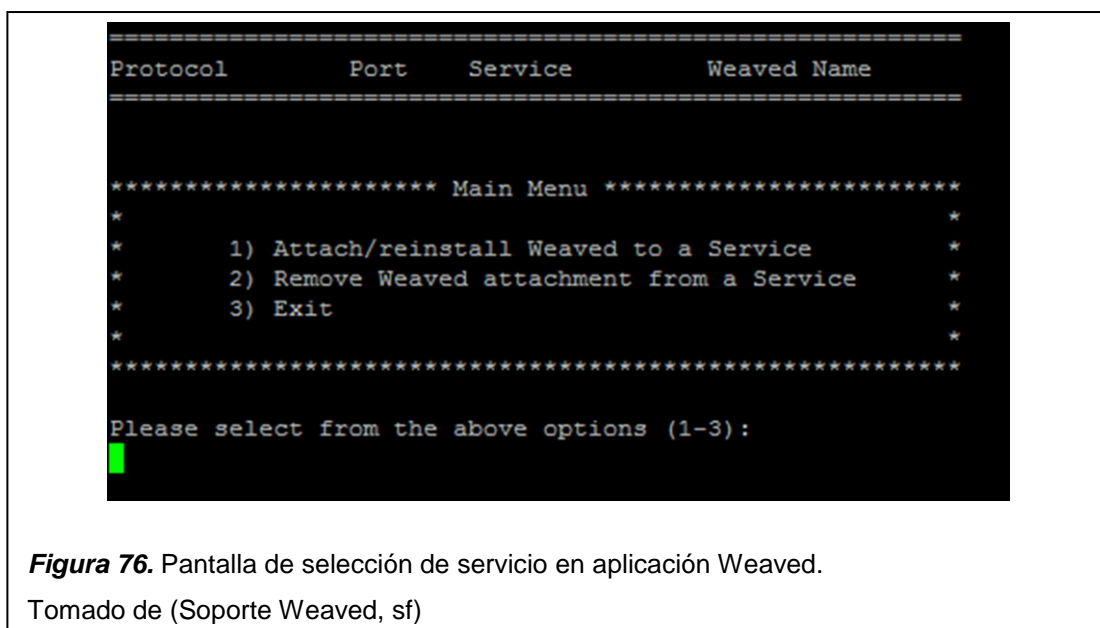 ============================================================
Protocol Port Service Weaved Name
============================================================
********************** Main Menu ************************
* *
* 1) Attach/reinstall Weaved to a Service *
* 2) Remove Weaved attachment from a Service *
* 3) Exit *
* *
*********************************************************
Please select from the above options (1-3):
Figura 76. Pantalla de selección de servicio en aplicación Weaved.
Tomado de (Soporte Weaved, sf)